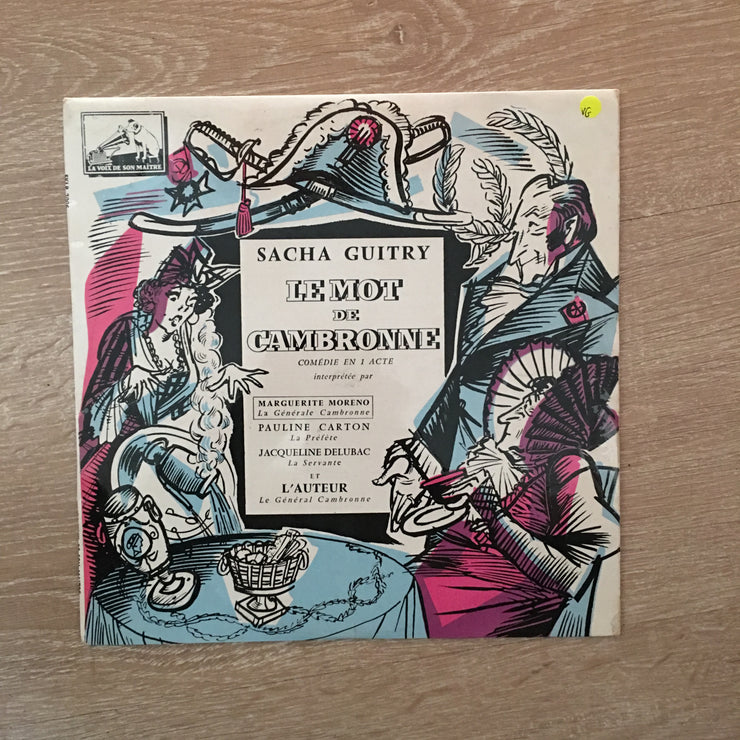 VG
LA VOIX DE SON MAÎTRE
SACHA GUITRY
LE MOT
DE
CAMBRONNE
COMÉDIE EN 1 ACTE
interprétée par
MARGUERITE MORENO
La Générale Cambronne
PAULINE CARTON
La Préfète
JACQUELINE DELUBAC
La Servante
ET
L'AUTEUR
Le Général Cambronne